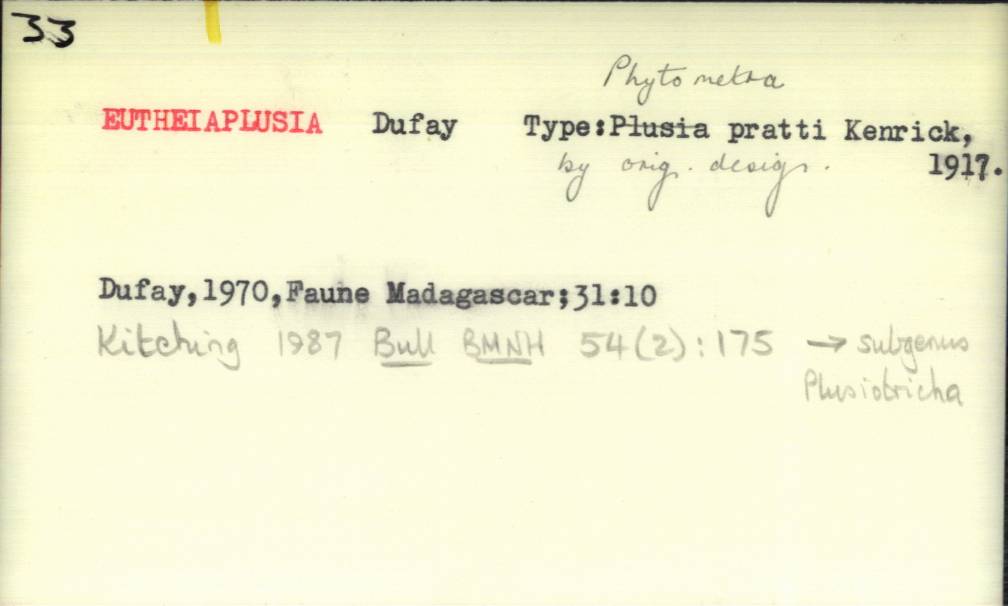 33
Phytometra
EUTHEIAPLUSIA Dufay Type:Plusia pratti Kenrick,
by orig. design. 1917.
Dufay,1970,Faune Madagascar;31:10
Kitching 1987 Bull BMNH 54(2):175 → subgenus
Plusiotricha